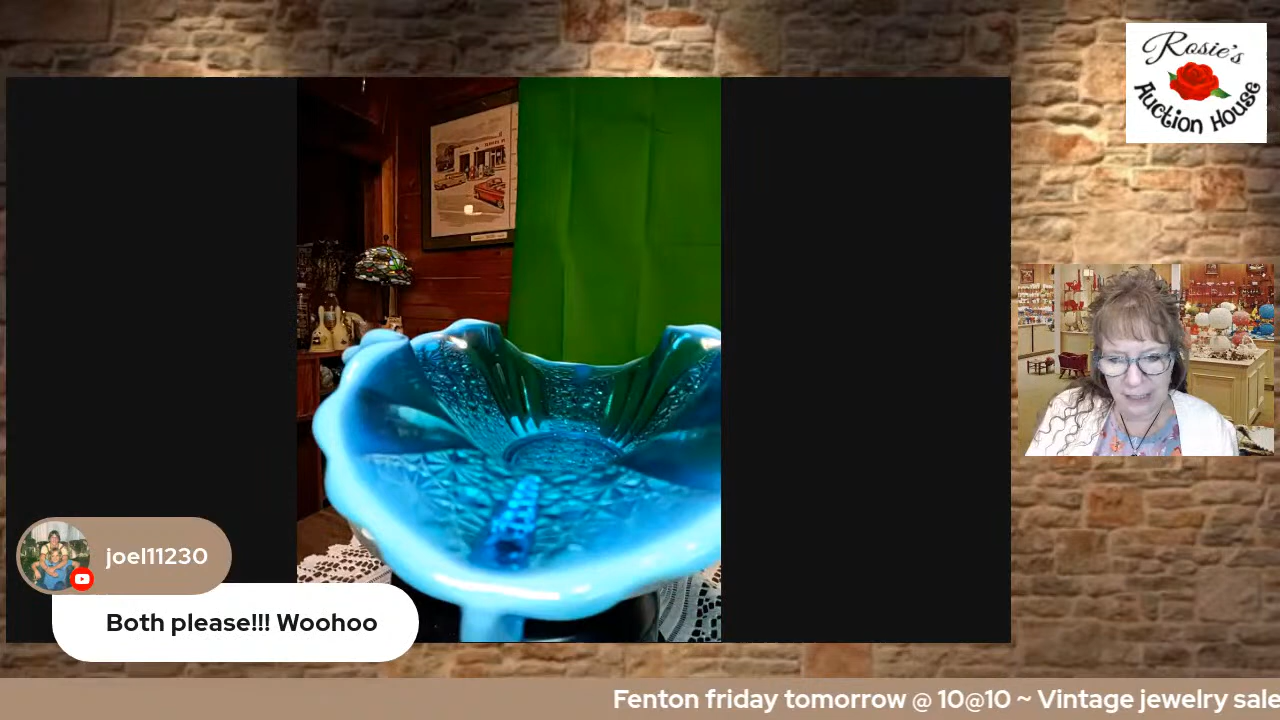 Rosie's
Auction House
joel11230
Both please!!! Woohoo
Fenton friday tomorrow @ 10@10 ~ Vintage jewelry sale